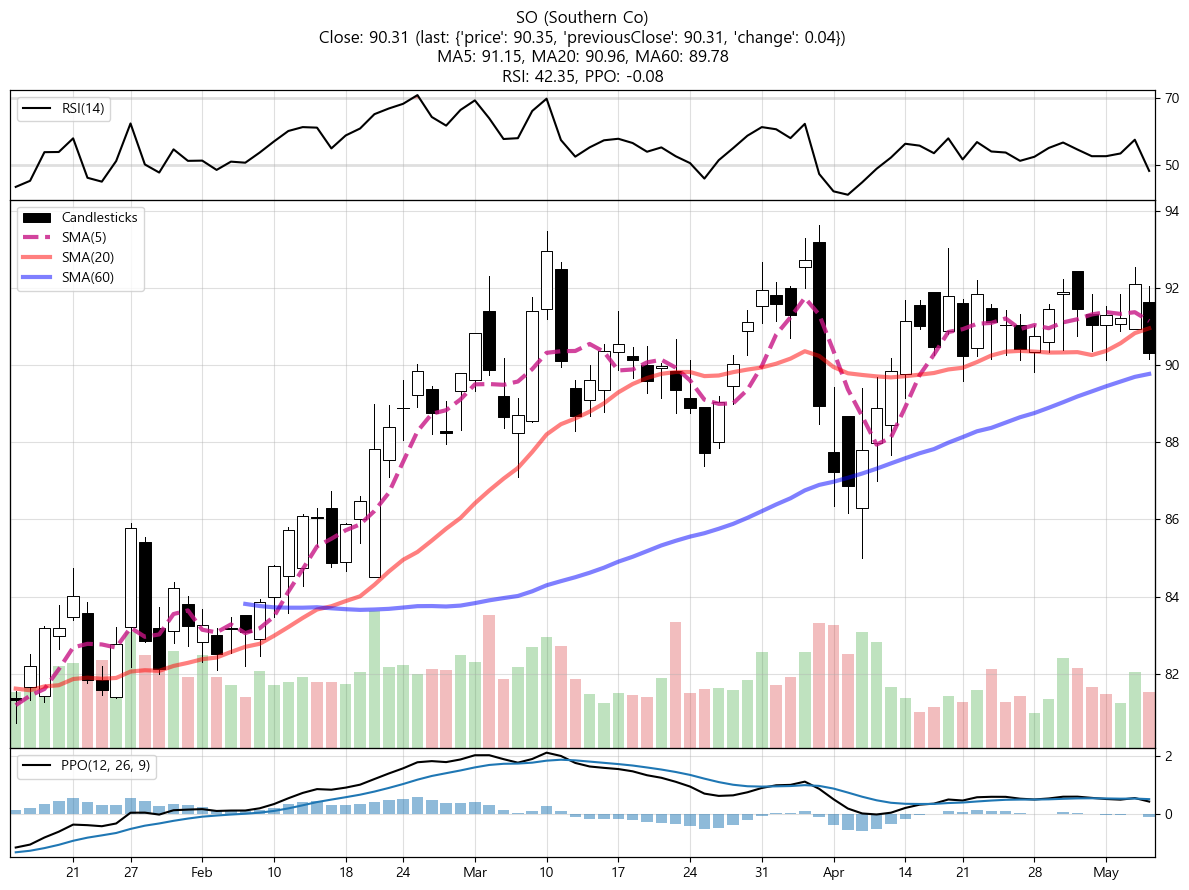 SO (Southern Co)
Close: 90.31 (last: {'price': 90.35, 'previousClose': 90.31, 'change': 0.04})
MA5: 91.15, MA20: 90.96, MA60: 89.78
RSI: 42.35, PPO: -0.08
RSI(14)
70
50
Candlesticks
SMA(5)
SMA(20)
SMA(60)
94
92
90
88
86
84
82
PPO(12, 26, 9)
2
0
21 27 Feb 10 18 24 Mar 10 17 24 31 Apr 14 21 28 May